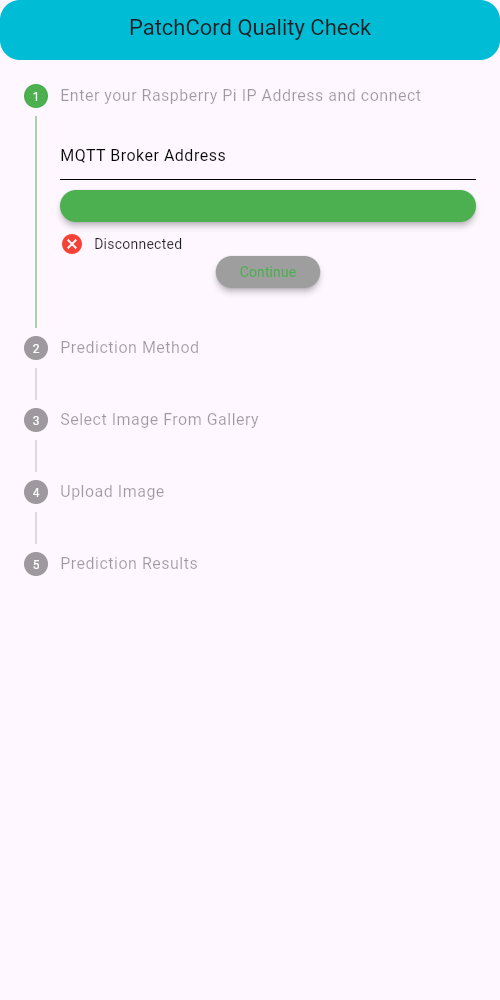 PatchCord Quality Check
1 Enter your Raspberry Pi IP Address and connect
MQTT Broker Address
Disconnected
Continue
2 Prediction Method
3 Select Image From Gallery
4 Upload Image
5 Prediction Results